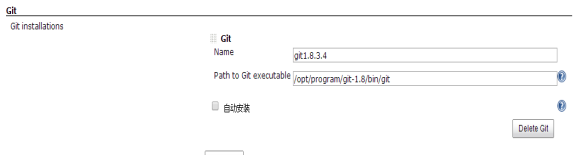 Git
Git installations
Git
Name
git1.8.3.4
Path to Git executable
/opt/program/git-1.8/bin/git
自动安装
Delete Git